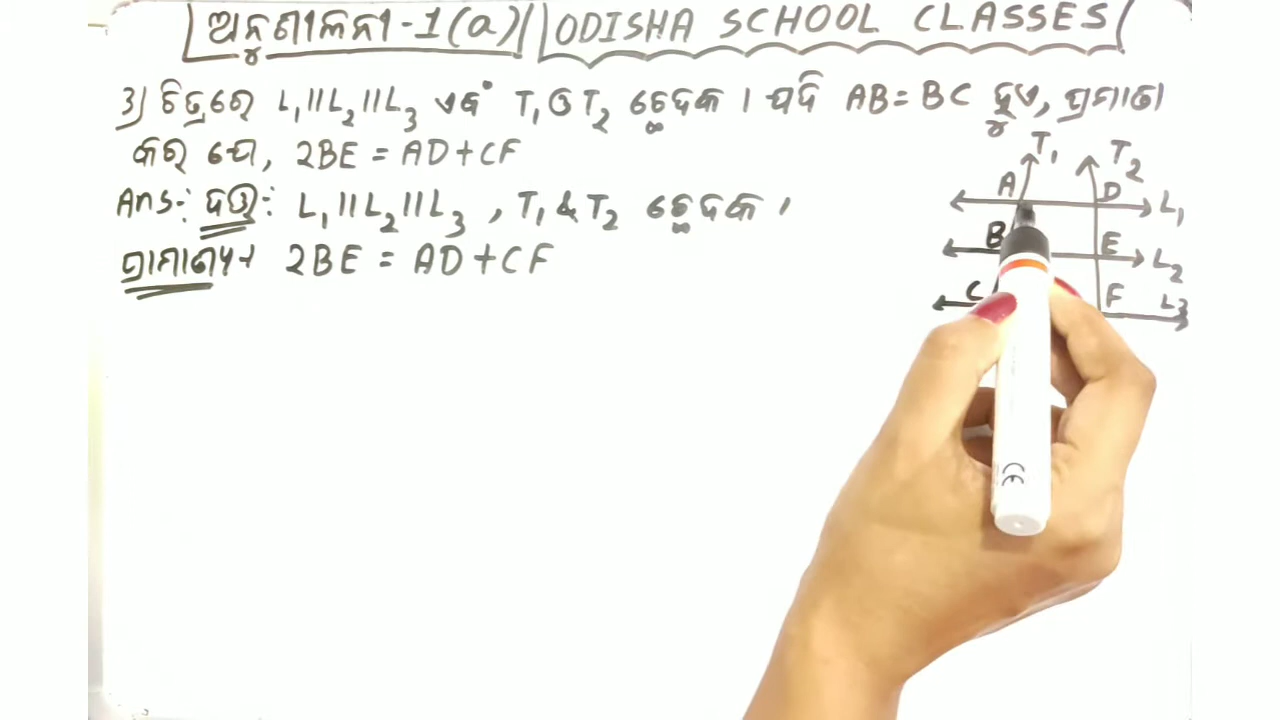 ଅନୁଶୀଳନୀ-1(a) ODISHA SCHOOL CLASSES
3) ଚିତ୍ରରେ L₁॥L₂॥L₃ ଏବଂ T₁ ଓ T₂ ଛେଦକ । ଯଦି AB = BC ହୁଏ, ପ୍ରମାଣ
କର ଯେ, 2BE = AD+CF
Ans:- ଦତ୍ତ:- L₁॥L₂॥L₃ , T₁ & T₂ ଛେଦକ ।
ପ୍ରାମାଣ୍ୟ:- 2BE = AD+CF
T₁ T₂
A D L₁
B E L₂
C F L₃
CE